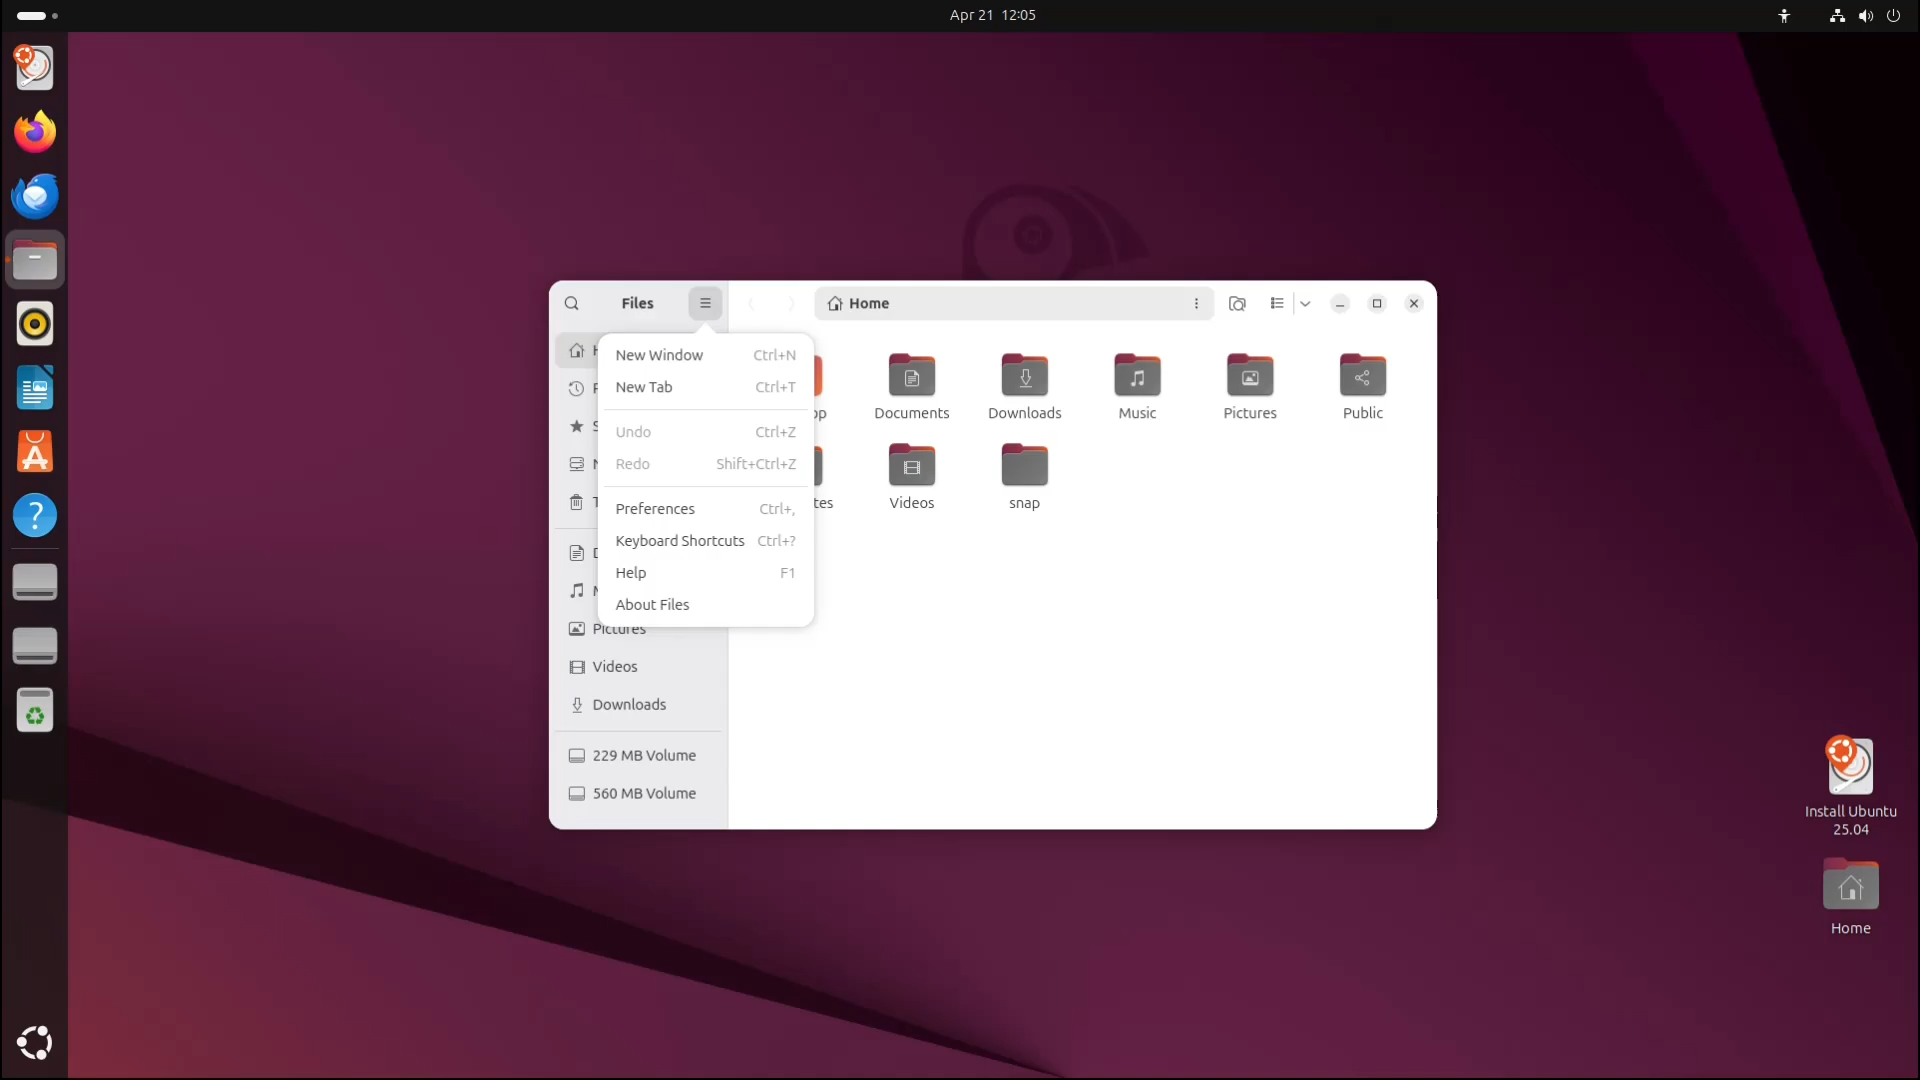 Apr 21 12:05
Files
Home
New Window Ctrl+N
New Tab Ctrl+T
Undo Ctrl+Z
Redo Shift+Ctrl+Z
Preferences Ctrl+,
Keyboard Shortcuts Ctrl+?
Help F1
About Files
Pictures
Videos
Downloads
229 MB Volume
560 MB Volume
Documents
Downloads
Music
Pictures
Public
Videos
snap
Install Ubuntu
25.04
Home